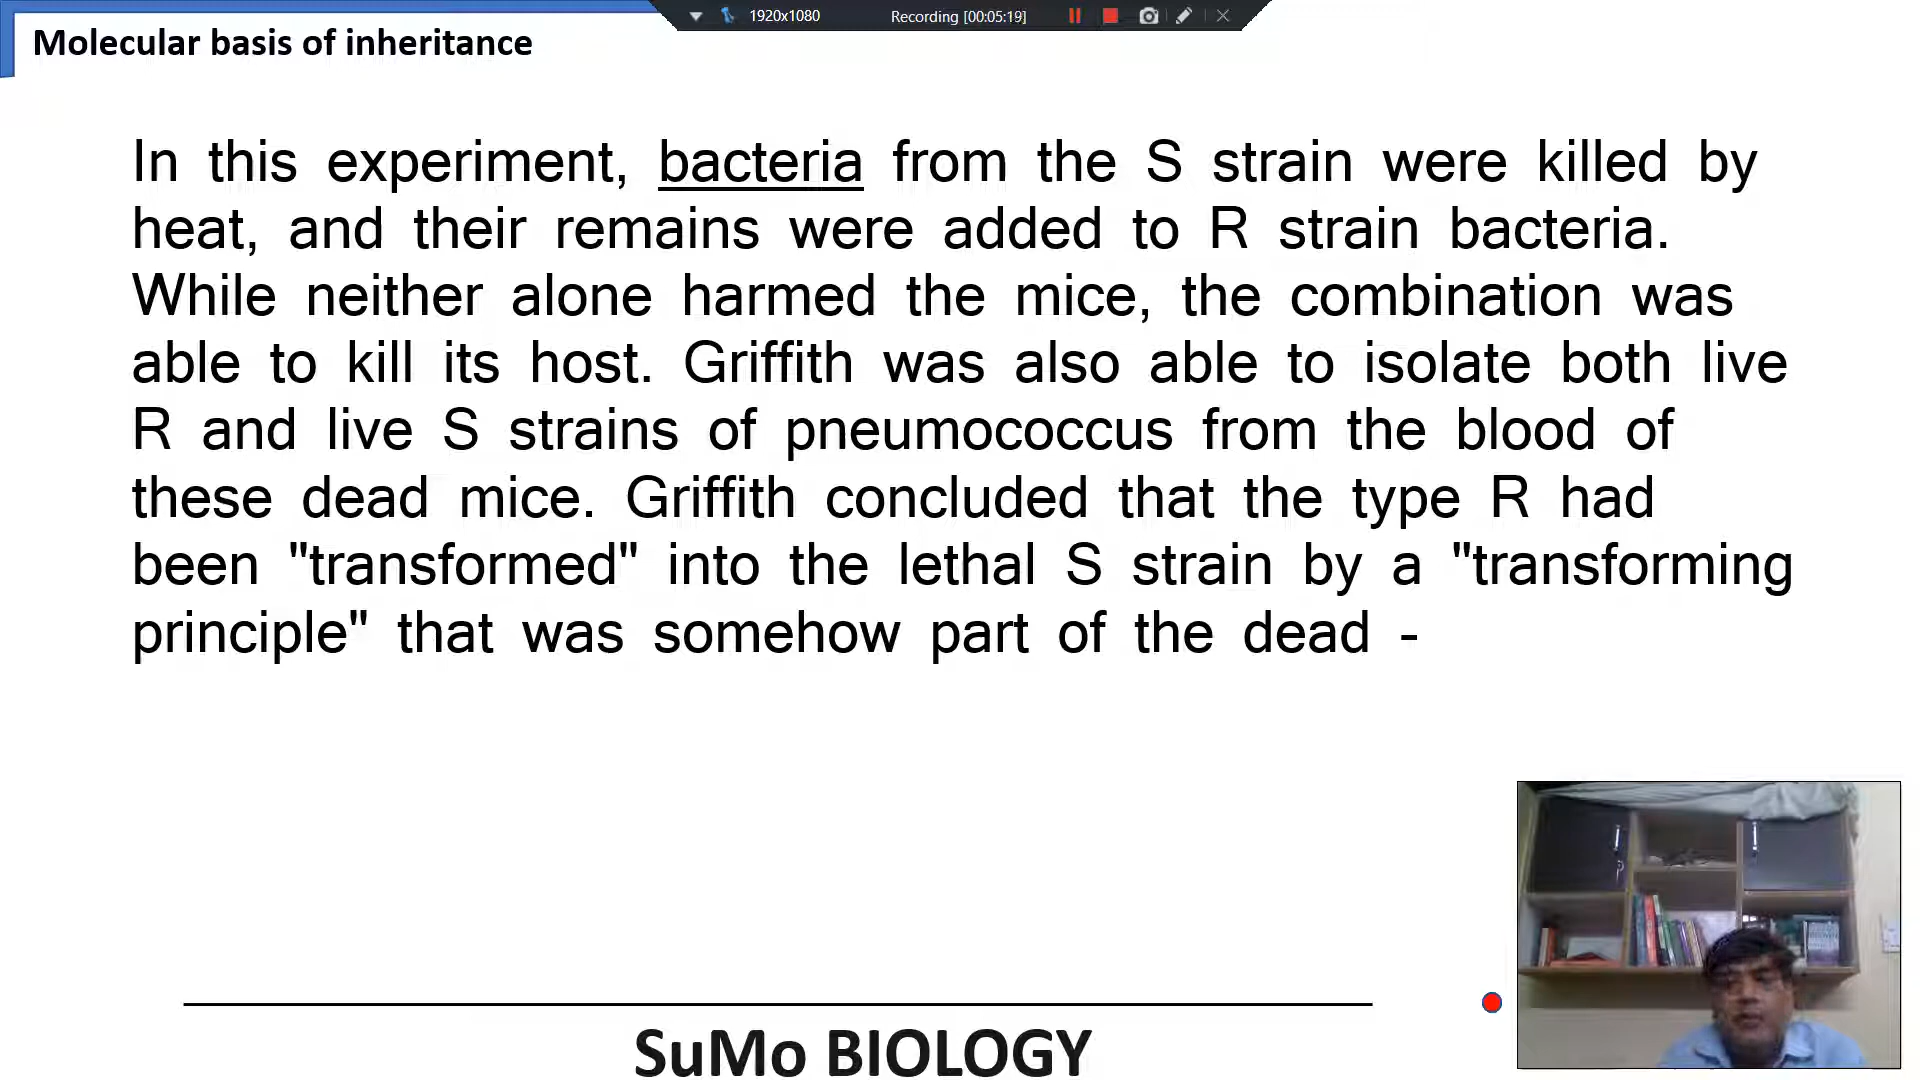 1920x1080 Recording [00:05:19]
Molecular basis of inheritance
In this experiment, bacteria from the S strain were killed by
heat, and their remains were added to R strain bacteria.
While neither alone harmed the mice, the combination was
able to kill its host. Griffith was also able to isolate both live
R and live S strains of pneumococcus from the blood of
these dead mice. Griffith concluded that the type R had
been "transformed" into the lethal S strain by a "transforming
principle" that was somehow part of the dead -
SuMo BIOLOGY